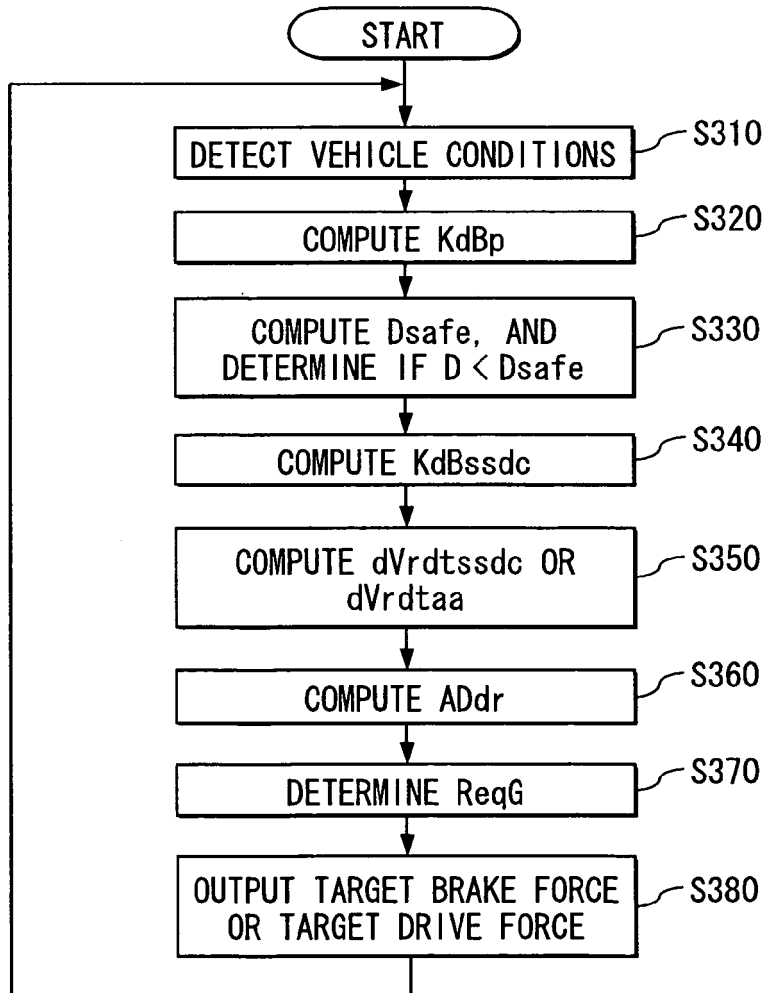 START
DETECT VEHICLE CONDITIONS
S310
COMPUTE KdBp
S320
COMPUTE Dsafe, AND
DETERMINE IF D < Dsafe
S330
COMPUTE KdBssdc
S340
COMPUTE dVrdtssdc OR
dVrdtaa
S350
COMPUTE ADdr
S360
DETERMINE ReqG
S370
OUTPUT TARGET BRAKE FORCE
OR TARGET DRIVE FORCE
S380